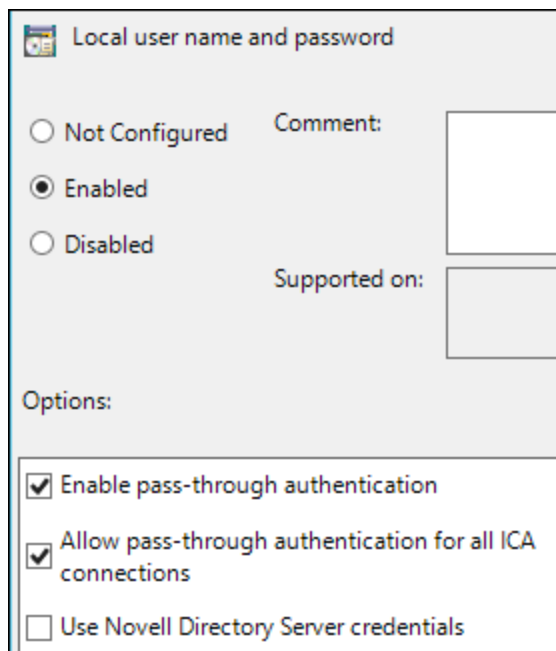 Local user name and password
Not Configured
Comment:
Enabled
Disabled
Supported on:
Options:
Enable pass-through authentication
Allow pass-through authentication for all ICA
connections
Use Novell Directory Server credentials